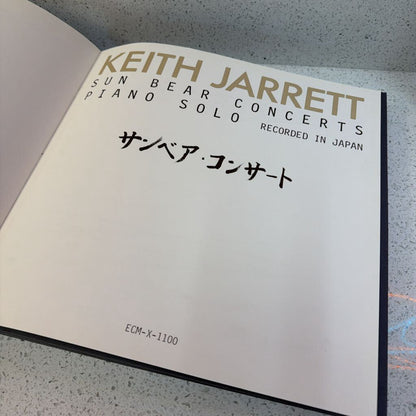 KEITH JARRETT
SUN BEAR CONCERTS
PIANO SOLO
RECORDED IN JAPAN
サンベア・コンサート
ECM-X-1100